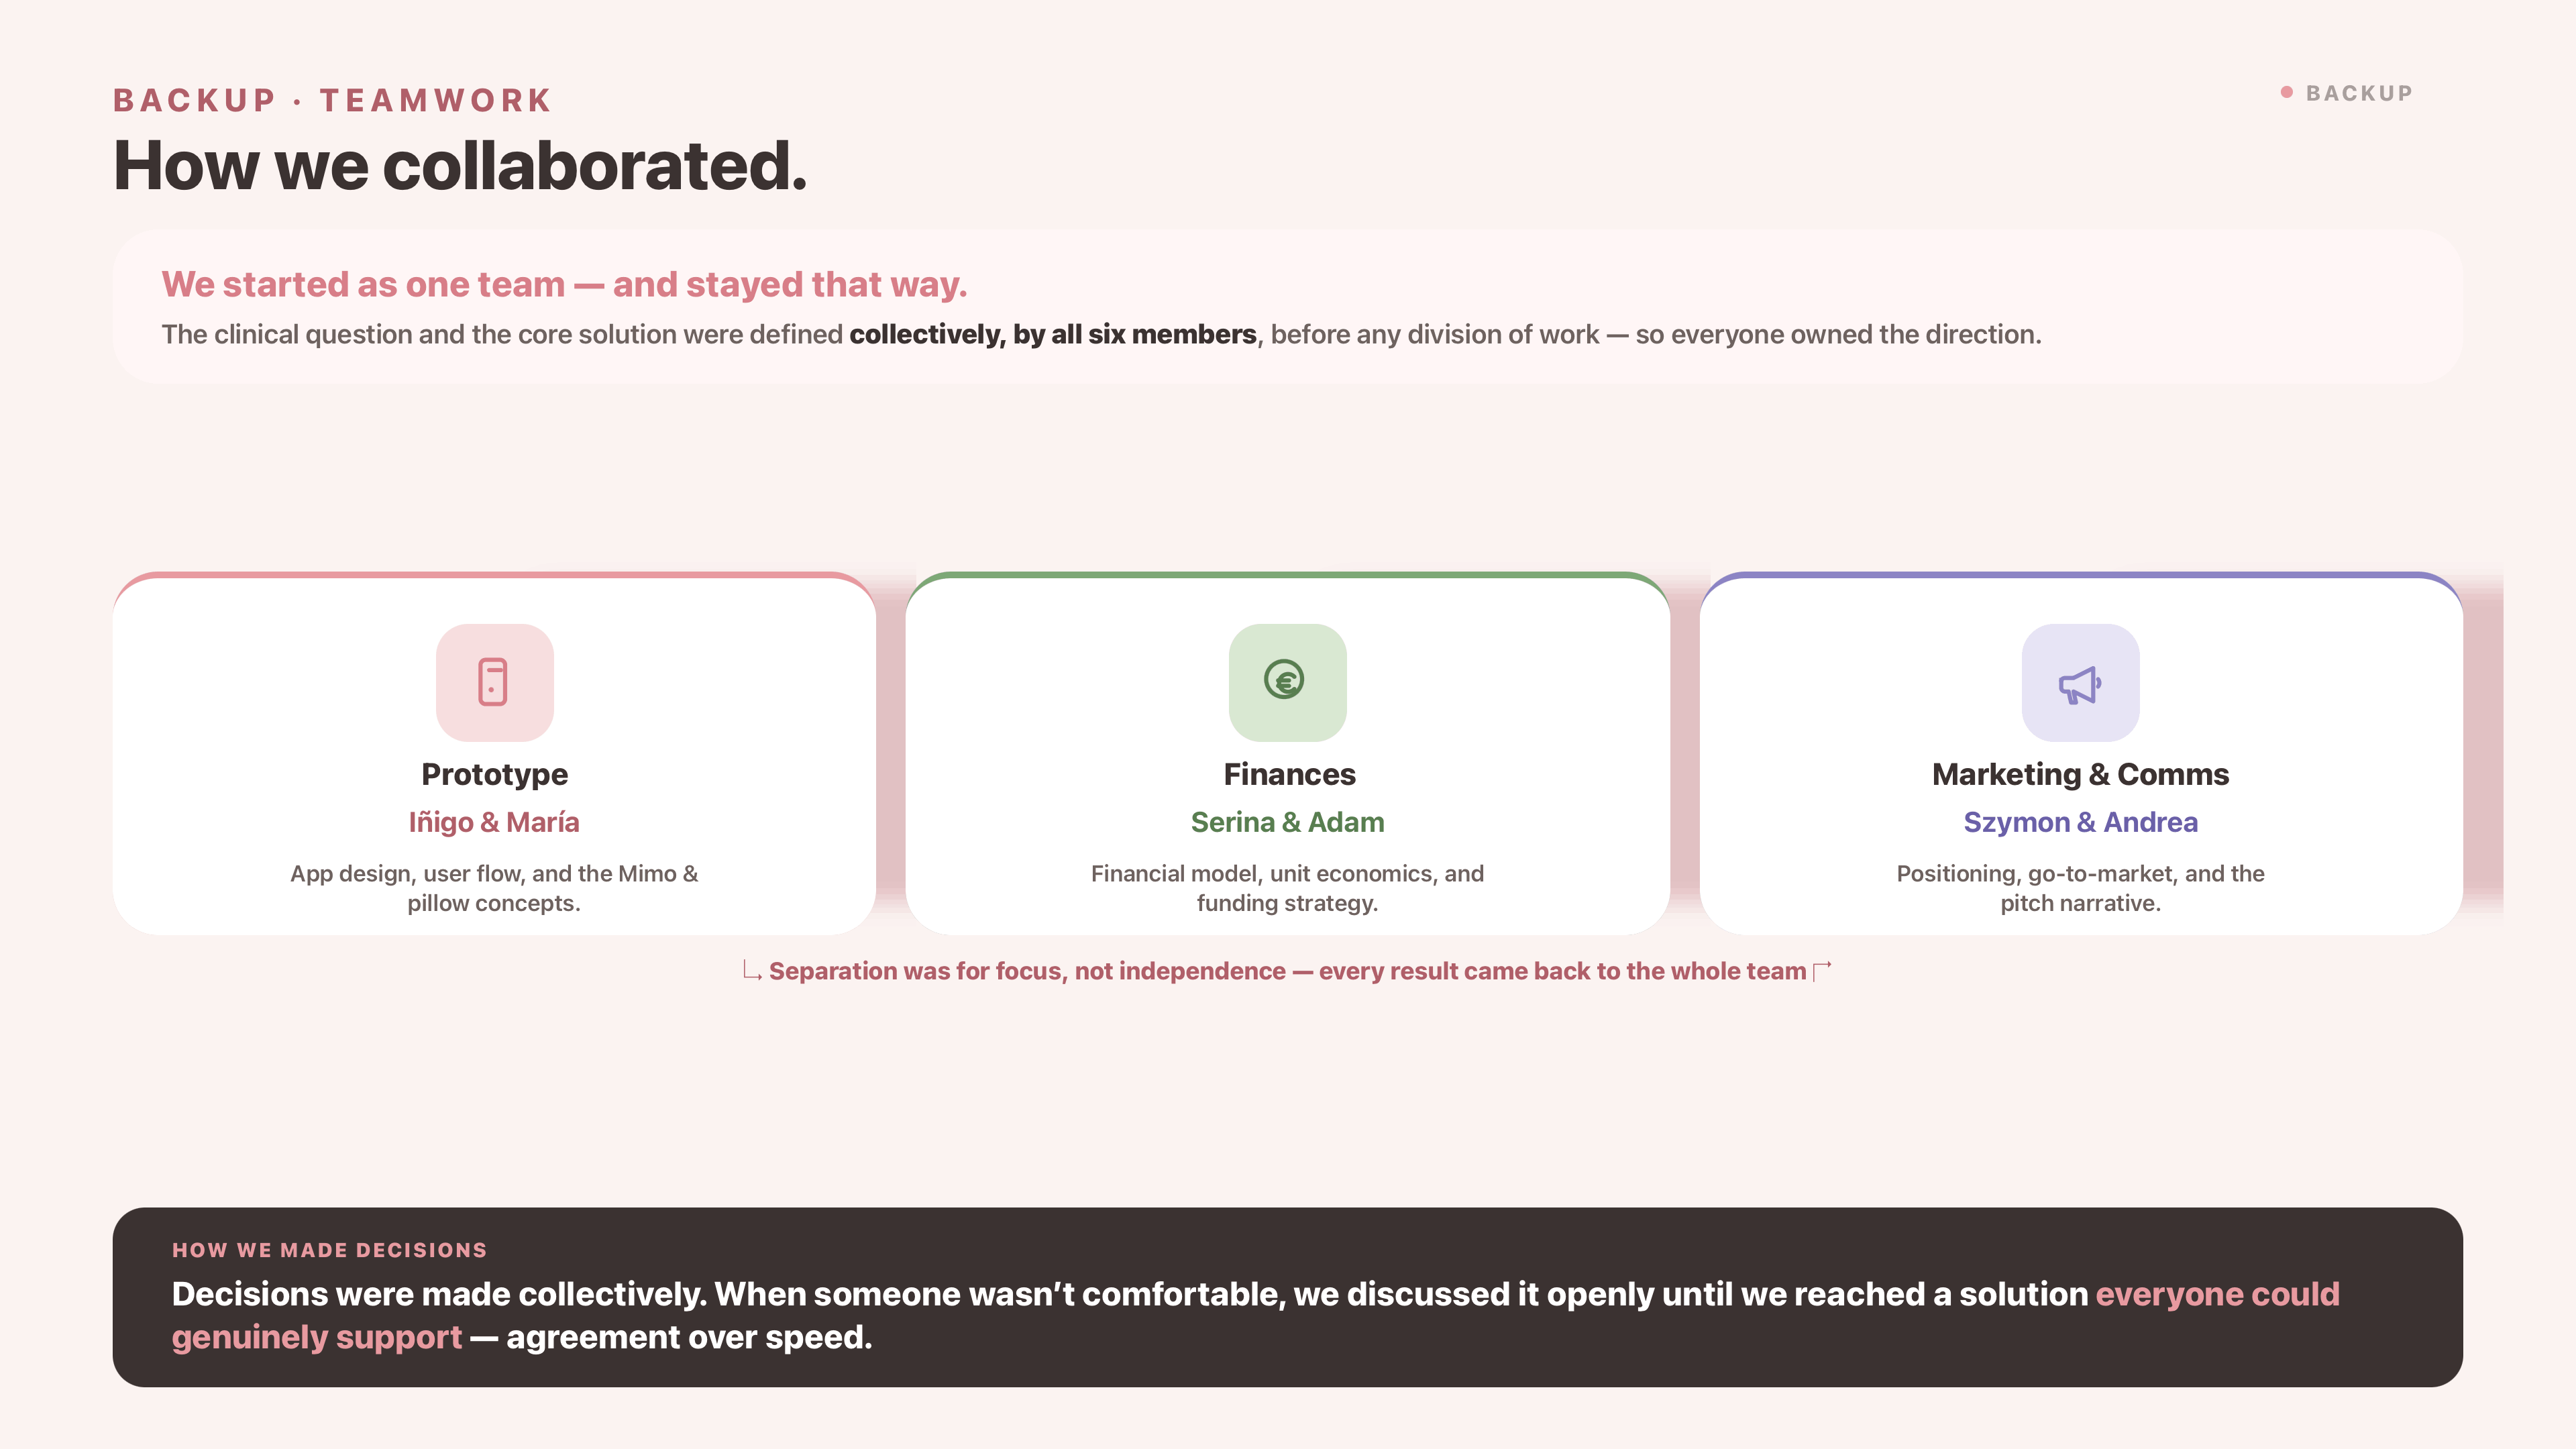 BACKUP · TEAMWORK
BACKUP
How we collaborated.
We started as one team — and stayed that way.
The clinical question and the core solution were defined collectively, by all six members, before any division of work — so everyone owned the direction.
Prototype
Iñigo & María
App design, user flow, and the Mimo &
pillow concepts.
€
Finances
Serina & Adam
Financial model, unit economics, and
funding strategy.
Marketing & Comms
Szymon & Andrea
Positioning, go-to-market, and the
pitch narrative.
Separation was for focus, not independence — every result came back to the whole team
HOW WE MADE DECISIONS
Decisions were made collectively. When someone wasn’t comfortable, we discussed it openly until we reached a solution everyone could
genuinely support — agreement over speed.